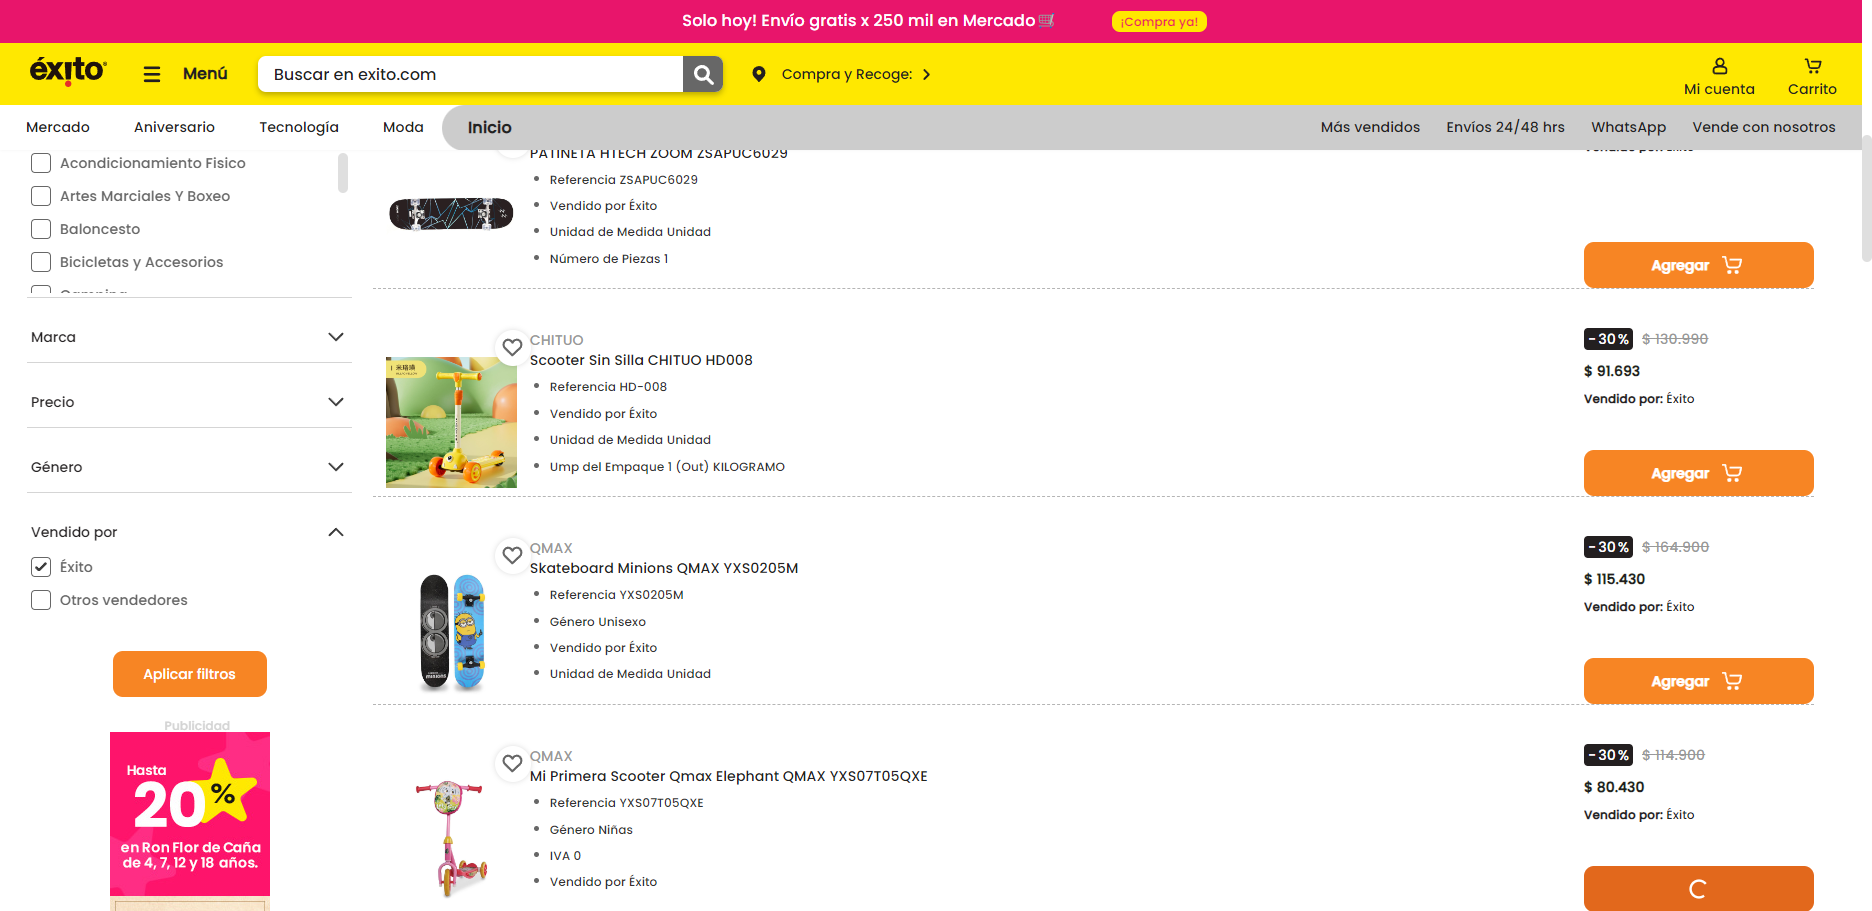 Solo hoy! Envío gratis x 250 mil en Mercado
¡Compra ya!
éxito
Menú
Buscar en exito.com
Compra y Recoge:
Mi cuenta
Carrito
Mercado
Aniversario
Tecnología
Moda
Inicio
Más vendidos
Envíos 24/48 hrs
WhatsApp
Vende con nosotros
Acondicionamiento Fisico
Artes Marciales Y Boxeo
Baloncesto
Bicicletas y Accesorios
Camping
Marca
Precio
Género
Vendido por
Éxito
Otros vendedores
Aplicar filtros
Publicidad
Hasta
20%
en Ron Flor de Caña
de 4, 7, 12 y 18 años.
PATINETA HTECH ZOOM ZSAPUC6029
Referencia ZSAPUC6029
Vendido por Éxito
Unidad de Medida Unidad
Número de Piezas 1
Vendido por: Éxito
Agregar
CHITUO
Scooter Sin Silla CHITUO HD008
Referencia HD-008
Vendido por Éxito
Unidad de Medida Unidad
Ump del Empaque 1 (Out) KILOGRAMO
-30% $ 130.990
$ 91.693
Vendido por: Éxito
Agregar
QMAX
Skateboard Minions QMAX YXS0205M
Referencia YXS0205M
Género Unisexo
Vendido por Éxito
Unidad de Medida Unidad
MINIONS
-30% $ 164.900
$ 115.430
Vendido por: Éxito
Agregar
QMAX
Mi Primera Scooter Qmax Elephant QMAX YXS07T05QXE
Referencia YXS07T05QXE
Género Niñas
IVA 0
Vendido por Éxito
-30% $ 114.900
$ 80.430
Vendido por: Éxito